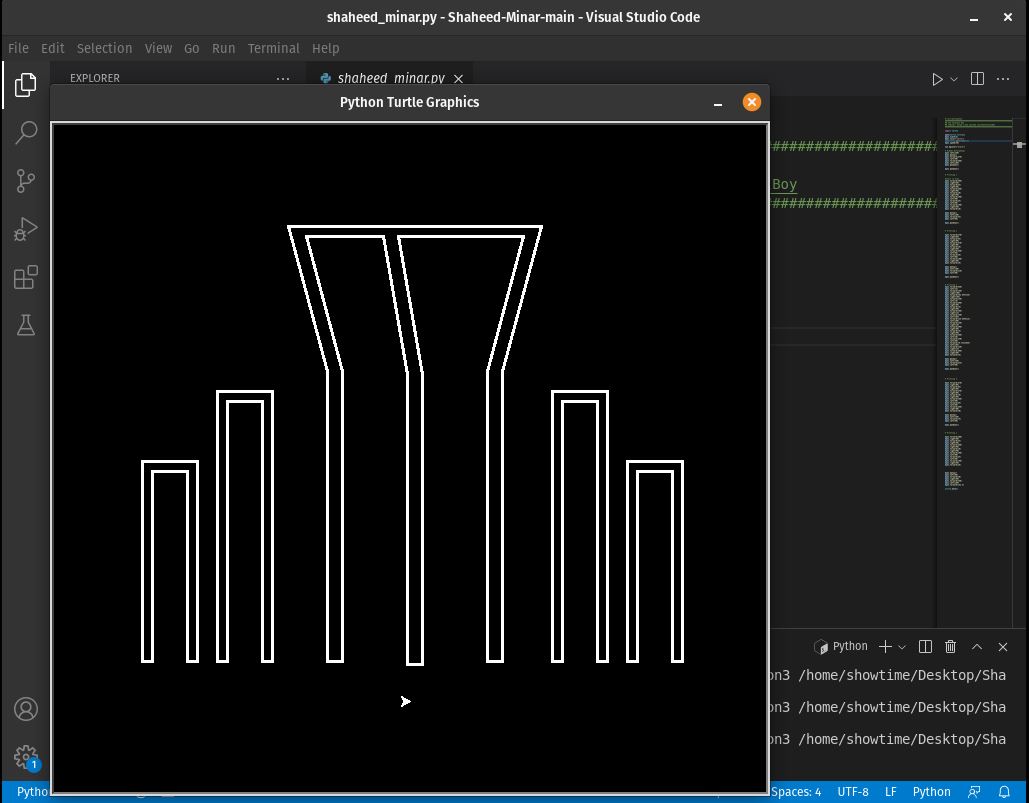 shaheed_minar.py - Shaheed-Minar-main - Visual Studio Code
File Edit Selection View Go Run Terminal Help
EXPLORER
shaheed_minar.py
Python Turtle Graphics
####################
Boy
####################
Python
on3 /home/showtime/Desktop/Sha
on3 /home/showtime/Desktop/Sha
on3 /home/showtime/Desktop/Sha
1
Pytho
Spaces: 4 UTF-8 LF Python